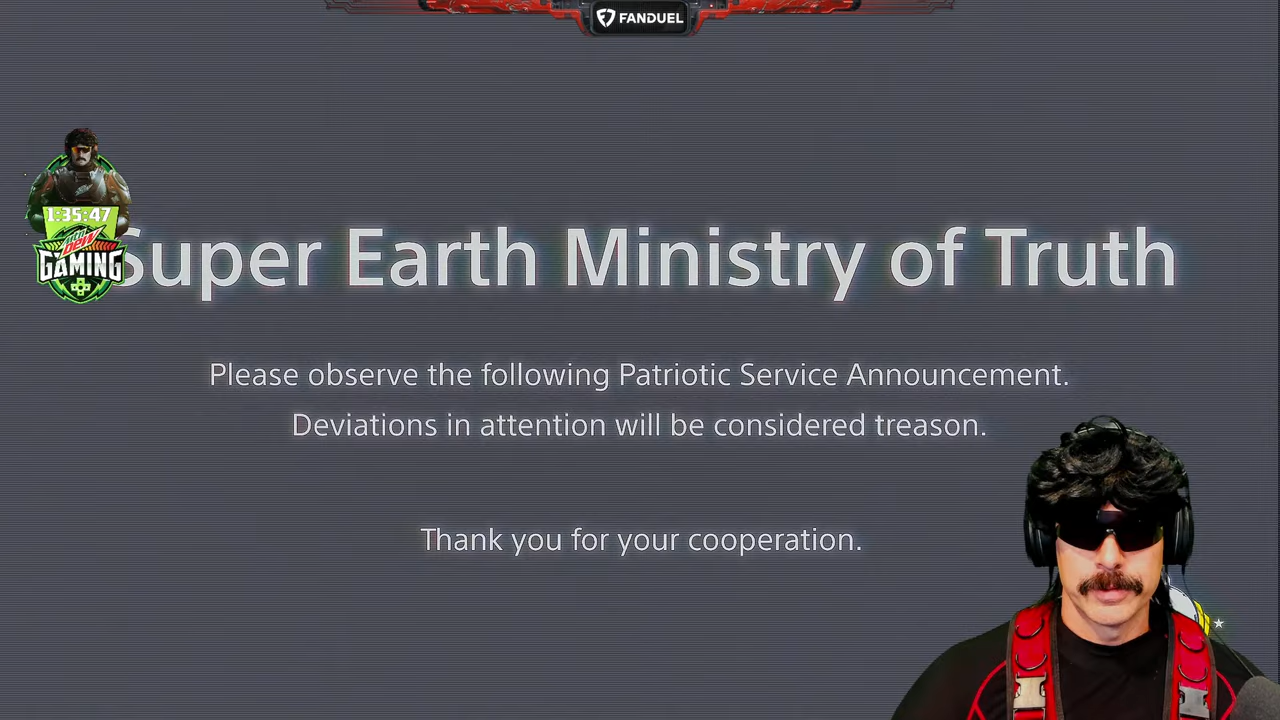 FANDUEL
1:35:47
mtn dew
GAMING
Super Earth Ministry of Truth
Please observe the following Patriotic Service Announcement.
Deviations in attention will be considered treason.
Thank you for your cooperation.